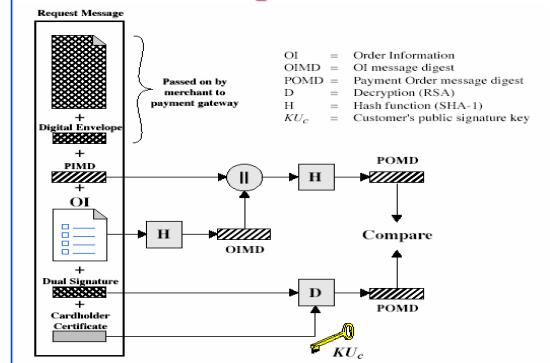 Request Message
Passed on by
merchant to
payment gateway
OI = Order Information
OIMD = OI message digest
POMD = Payment Order message digest
D = Decryption (RSA)
H = Hash function (SHA-1)
KUc = Customer's public signature key
+
Digital Envelope
+
PIMD
+
OI
||
H
POMD
H
OIMD
Compare
+
Dual Signature
D
POMD
+
Cardholder
Certificate
KUc